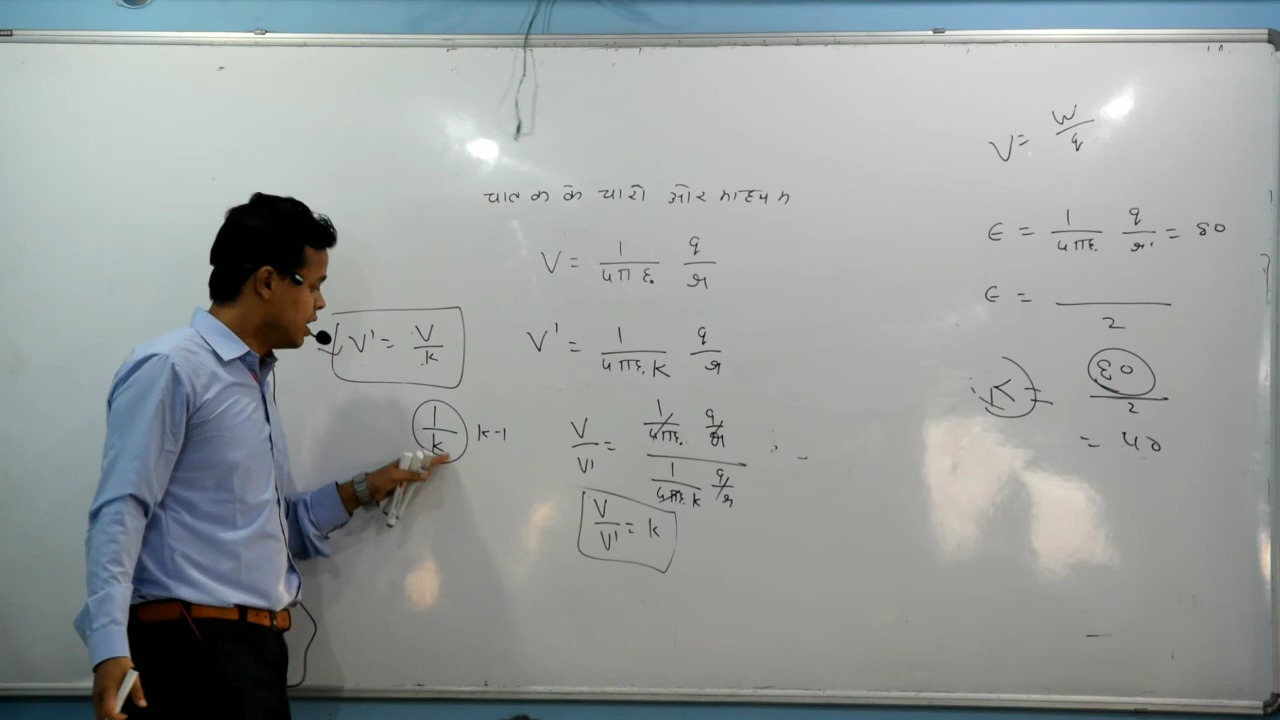 चालक के चारो ओर माध्यम
V = 1/4πε₀ q/r
V' = 1/4πε₀K q/r
V/V' = 1/4πε₀ q/r / 1/4πε₀K q/r
V/V' = k
V' = V/k
1/k k-1
V = W/q
ϵ = 1/4πε₀ q/r' = 80
ϵ = ——— / 2
K = 80/2
= 40